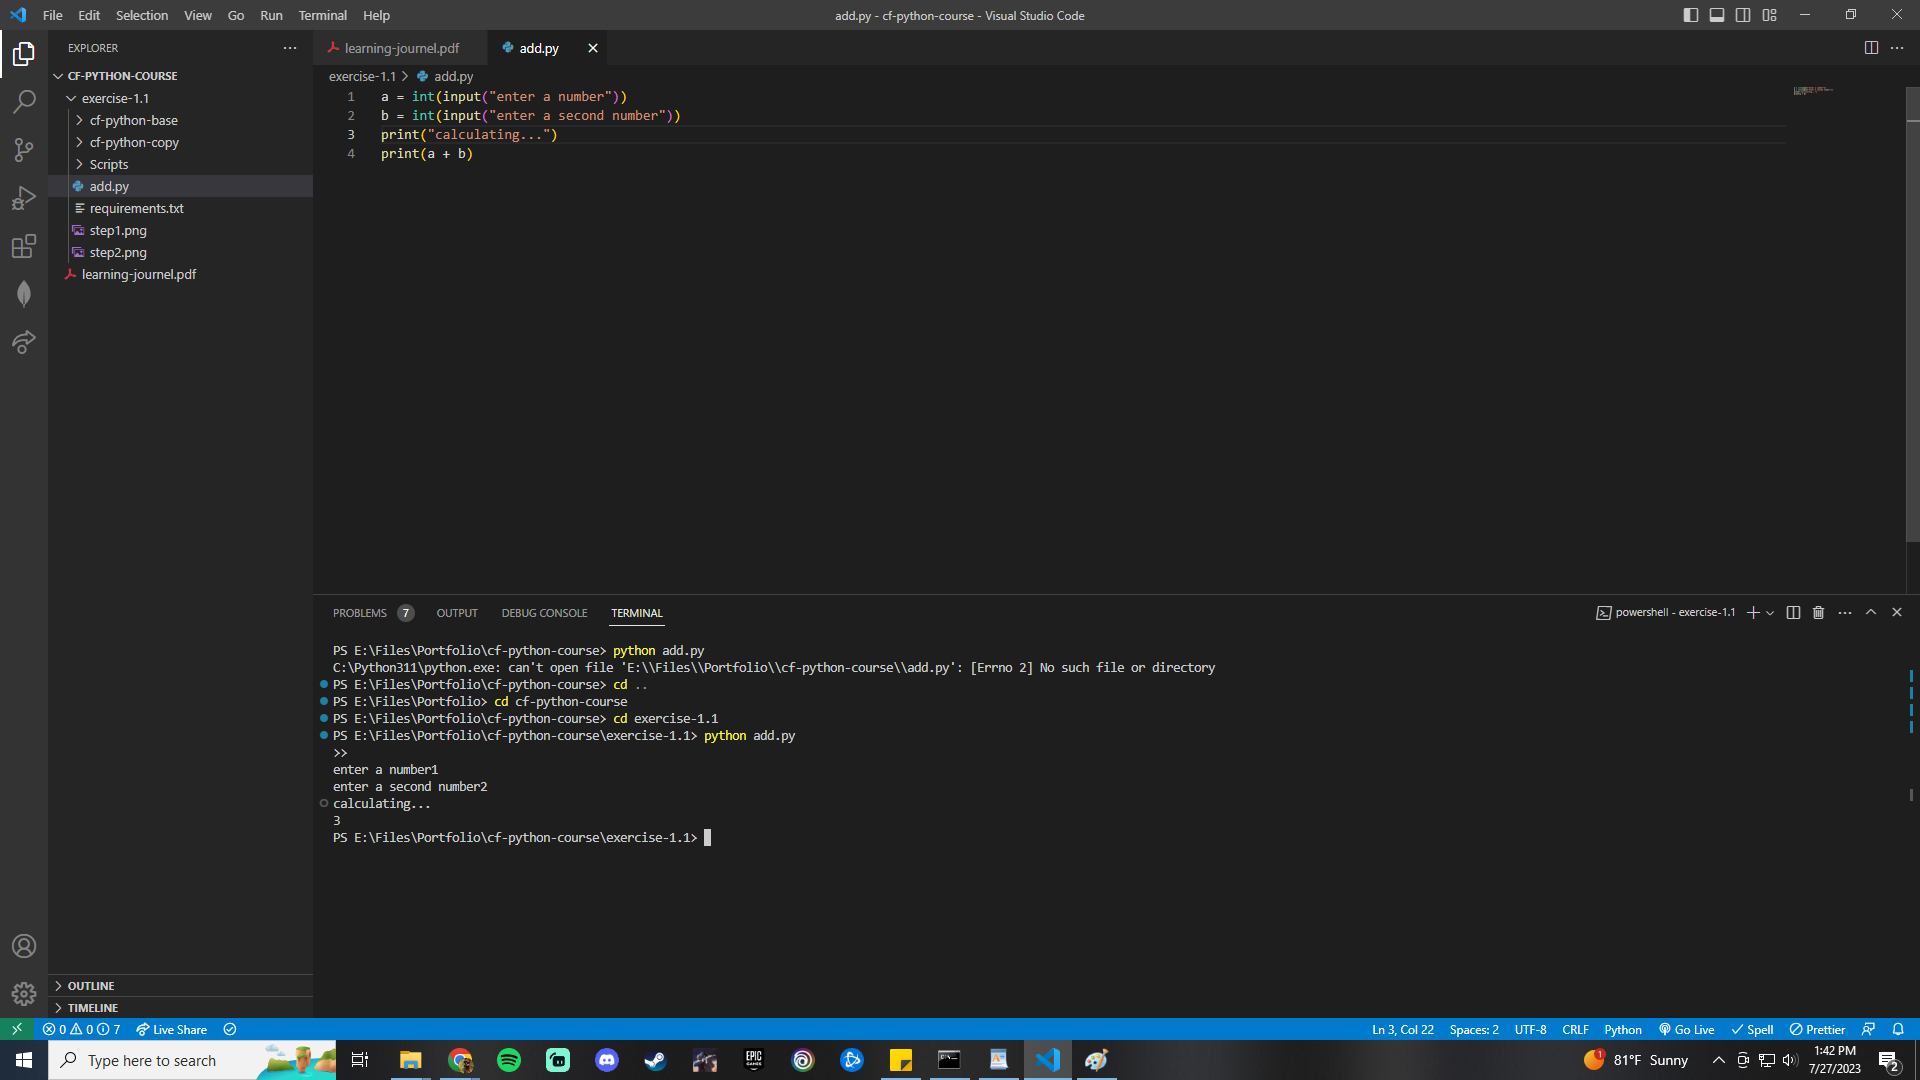 File Edit Selection View Go Run Terminal Help
add.py - cf-python-course - Visual Studio Code
EXPLORER
CF-PYTHON-COURSE
exercise-1.1
cf-python-base
cf-python-copy
Scripts
add.py
requirements.txt
step1.png
step2.png
learning-journel.pdf
OUTLINE
TIMELINE
learning-journel.pdf add.py
exercise-1.1 > add.py
1 a = int(input("enter a number"))
2 b = int(input("enter a second number"))
3 print("calculating...")
4 print(a + b)
PROBLEMS 7 OUTPUT DEBUG CONSOLE TERMINAL
powershell - exercise-1.1
PS E:\Files\Portfolio\cf-python-course> python add.py
C:\Python311\python.exe: can't open file 'E:\\Files\\Portfolio\\cf-python-course\\add.py': [Errno 2] No such file or directory
PS E:\Files\Portfolio\cf-python-course> cd ..
PS E:\Files\Portfolio> cd cf-python-course
PS E:\Files\Portfolio\cf-python-course> cd exercise-1.1
PS E:\Files\Portfolio\cf-python-course\exercise-1.1> python add.py
>>
enter a number1
enter a second number2
calculating...
3
PS E:\Files\Portfolio\cf-python-course\exercise-1.1>
0 0 7 Live Share
Ln 3, Col 22 Spaces: 2 UTF-8 CRLF Python Go Live Spell Prettier
Type here to search
EPIC GAMES
1 81°F Sunny
1:42 PM
7/27/2023
2